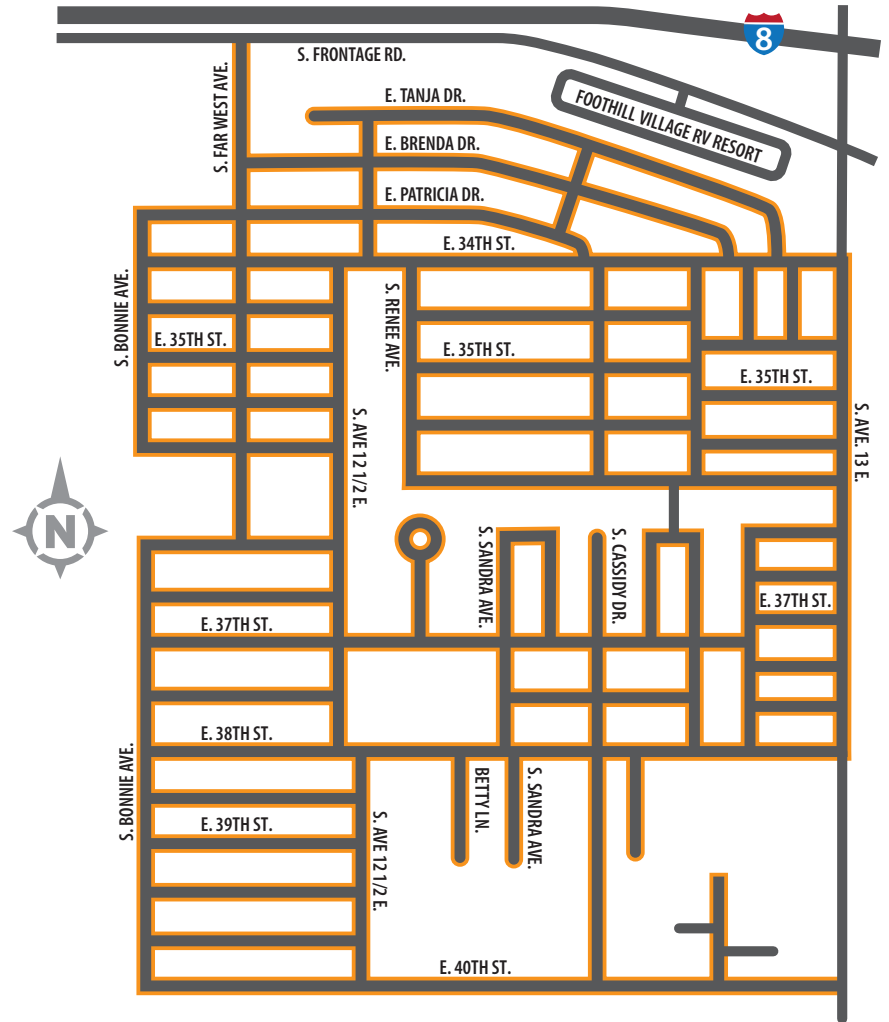 8
S. FRONTAGE RD.
S. FAR WEST AVE.
E. TANJA DR.
FOOTHILL VILLAGE RV RESORT
E. BRENDA DR.
E. PATRICIA DR.
E. 34TH ST.
S. BONNIE AVE.
S. RENEE AVE.
E. 35TH ST.
E. 35TH ST.
E. 35TH ST.
S. AVE 12 1/2 E.
S. AVE. 13 E.
N
S. SANDRA AVE.
S. CASSIDY DR.
E. 37TH ST.
E. 37TH ST.
E. 38TH ST.
S. BONNIE AVE.
BETTY LN.
S. SANDRA AVE.
E. 39TH ST.
S. AVE 12 1/2 E.
E. 40TH ST.